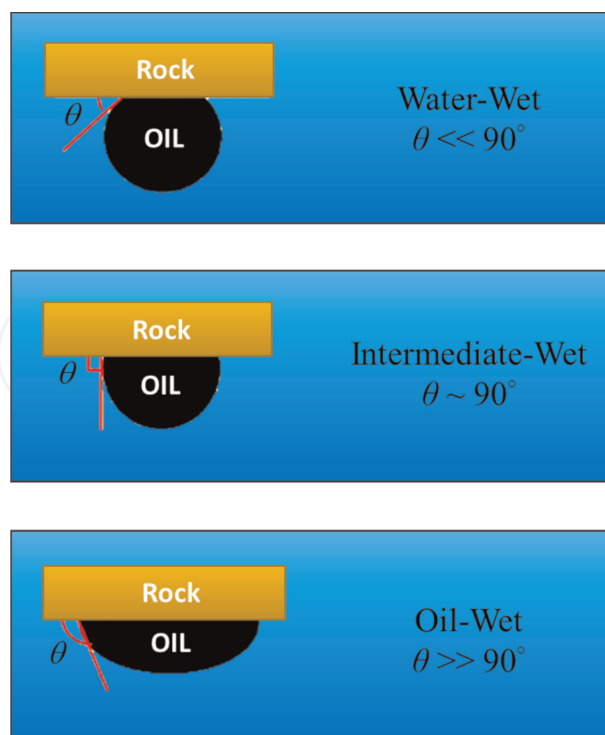 Rock
θ
OIL
Water-Wet
θ << 90°
Rock
θ
OIL
Intermediate-Wet
θ ~ 90°
Rock
θ
OIL
Oil-Wet
θ >> 90°